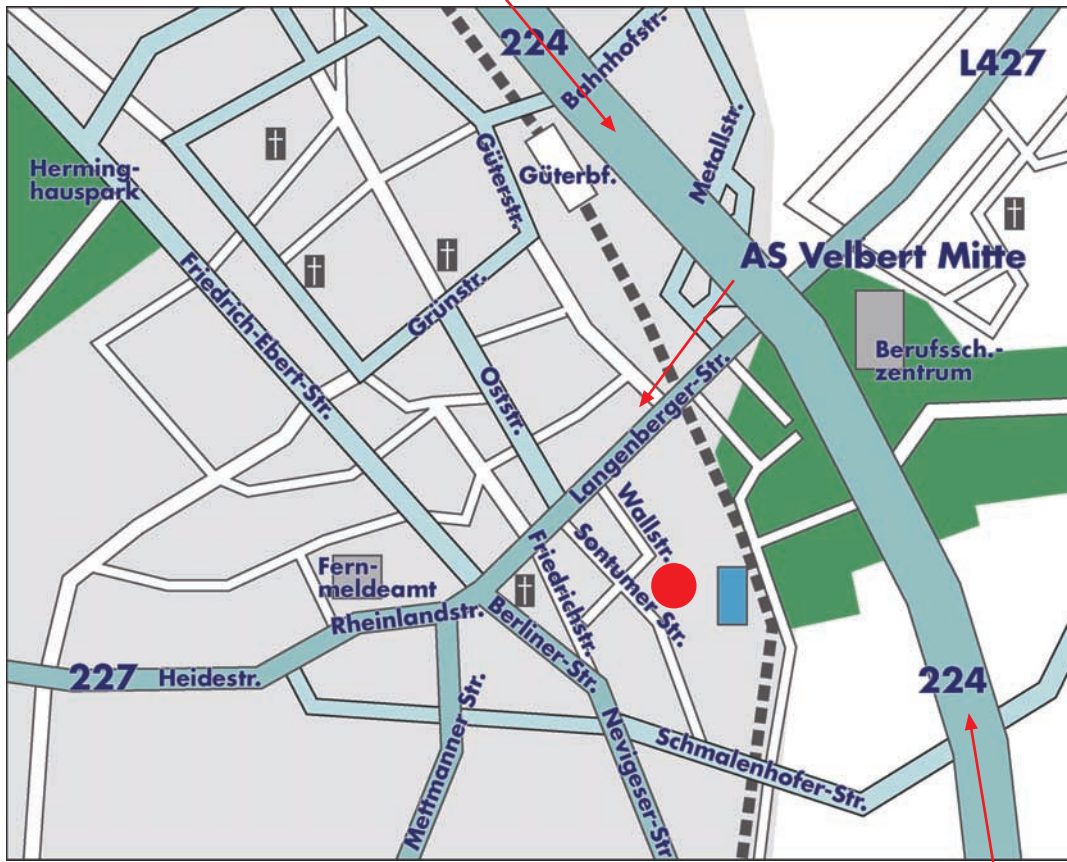 224
Bahnhofstr.
L427
Metallstr.
Herming-
hauspark
Güterstr.
Güterbf.
AS Velbert Mitte
Friedrich-Ebert-Str.
Grünstr.
Berufssch.-
zentrum
Oststr.
Langenberger-Str.
Wallstr.
Sontumer-Str.
Friedrichstr.
Fern-
meldeamt
Rheinlandstr.
Berliner-Str.
227
Heidestr.
224
Mettmanner Str.
Nevigeser-Str
Schmalenhofer-Str.